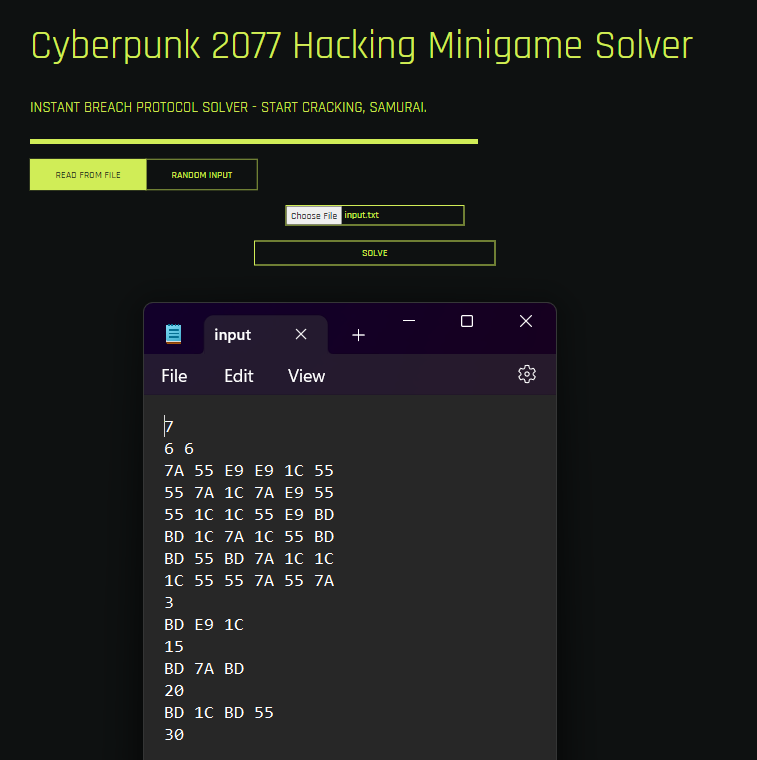 Cyberpunk 2077 Hacking Minigame Solver
INSTANT BREACH PROTOCOL SOLVER - START CRACKING, SAMURAI.
READ FROM FILE RANDOM INPUT
Choose File input.txt
SOLVE
input
File Edit View
7
6 6
7A 55 E9 E9 1C 55
55 7A 1C 7A E9 55
55 1C 1C 55 E9 BD
BD 1C 7A 1C 55 BD
BD 55 BD 7A 1C 1C
1C 55 55 7A 55 7A
3
BD E9 1C
15
BD 7A BD
20
BD 1C BD 55
30